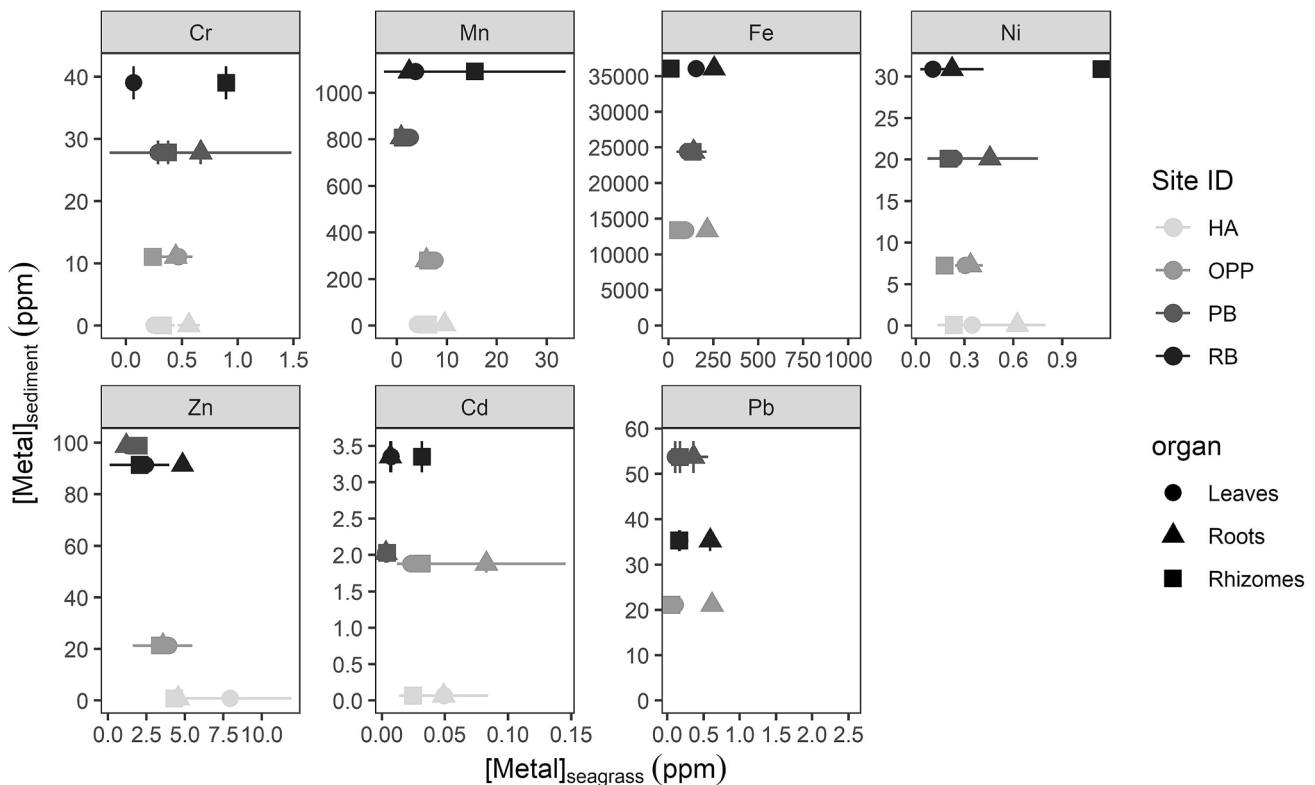 Cr Mn Fe Ni
40 30 20 10 0
0.0 0.5 1.0 1.5
1000 800 600 400 200 0
0 10 20 30
35000 30000 25000 20000 15000 10000 5000 0
0 250 500 750 1000
30 25 20 15 10 5 0
0.3 0.6 0.9
Zn Cd Pb
100 80 60 40 20 0
0.0 2.5 5.0 7.5 10.0
3.5 3.0 2.5 2.0 1.5 1.0 0.5 0.0
0.00 0.05 0.10 0.15
60 50 40 30 20 10 0
0.0 0.5 1.0 1.5 2.0 2.5
[Metal]sediment (ppm)
[Metal]seagrass (ppm)
Site ID
HA
OPP
PB
RB
organ
Leaves
Roots
Rhizomes